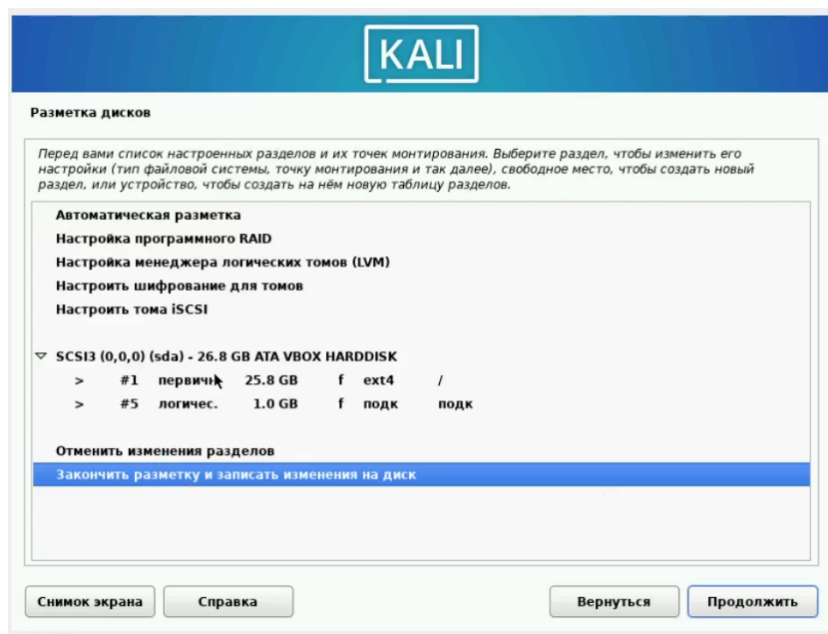 KALI
Разметка дисков
Перед вами список настроенных разделов и их точек монтирования. Выберите раздел, чтобы изменить его
настройки (тип файловой системы, точку монтирования и так далее), свободное место, чтобы создать новый
раздел, или устройство, чтобы создать на нём новую таблицу разделов.
Автоматическая разметка
Настройка программного RAID
Настройка менеджера логических томов (LVM)
Настроить шифрование для томов
Настроить тома iSCSI
SCSI3 (0,0,0) (sda) - 26.8 GB ATA VBOX HARDDISK
> #1 первичн 25.8 GB f ext4 /
> #5 логичес. 1.0 GB f подк подк
Отменить изменения разделов
Закончить разметку и записать изменения на диск
Снимок экрана Справка Вернуться Продолжить